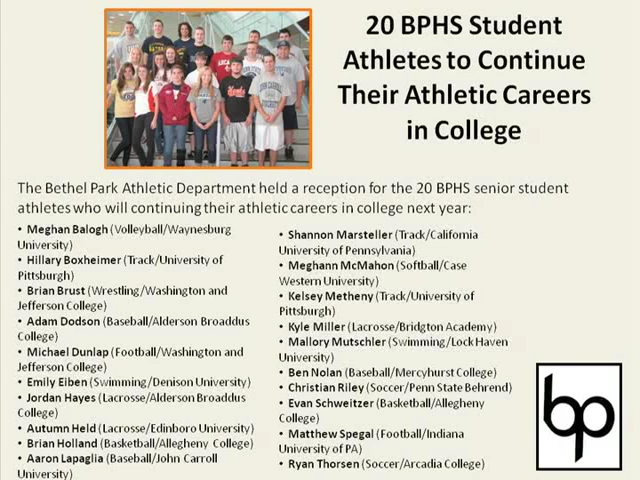 20 BPHS Student
Athletes to Continue
Their Athletic Careers
in College
The Bethel Park Athletic Department held a reception for the 20 BPHS senior student
athletes who will continuing their athletic careers in college next year:
• Meghan Balogh (Volleyball/Waynesburg
University)
• Hillary Boxheimer (Track/University of
Pittsburgh)
• Brian Brust (Wrestling/Washington and
Jefferson College)
• Adam Dodson (Baseball/Alderson Broaddus
College)
• Michael Dunlap (Football/Washington and
Jefferson College)
• Emily Eiben (Swimming/Denison University)
• Jordan Hayes (Lacrosse/Alderson Broaddus
College)
• Autumn Held (Lacrosse/Edinboro University)
• Brian Holland (Basketball/Allegheny College)
• Aaron Lapaglia (Baseball/John Carroll
University)
• Shannon Marsteller (Track/California
University of Pennsylvania)
• Meghann McMahon (Softball/Case
Western University)
• Kelsey Metheny (Track/University of
Pittsburgh)
• Kyle Miller (Lacrosse/Bridgton Academy)
• Mallory Mutschler (Swimming/Lock Haven
University)
• Ben Nolan (Baseball/Mercyhurst College)
• Christian Riley (Soccer/Penn State Behrend)
• Evan Schweitzer (Basketball/Allegheny
College)
• Matthew Spegal (Football/Indiana
University of PA)
• Ryan Thorsen (Soccer/Arcadia College)
bp